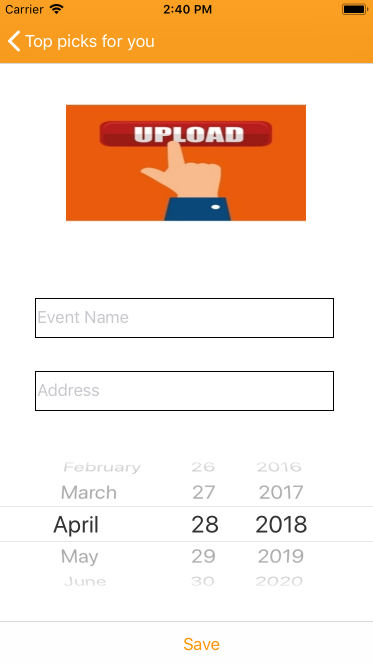 Carrier 2:40 PM
Top picks for you
UPLOAD
Event Name
Address
February 26 2016
March 27 2017
April 28 2018
May 29 2019
June 30 2020
Save